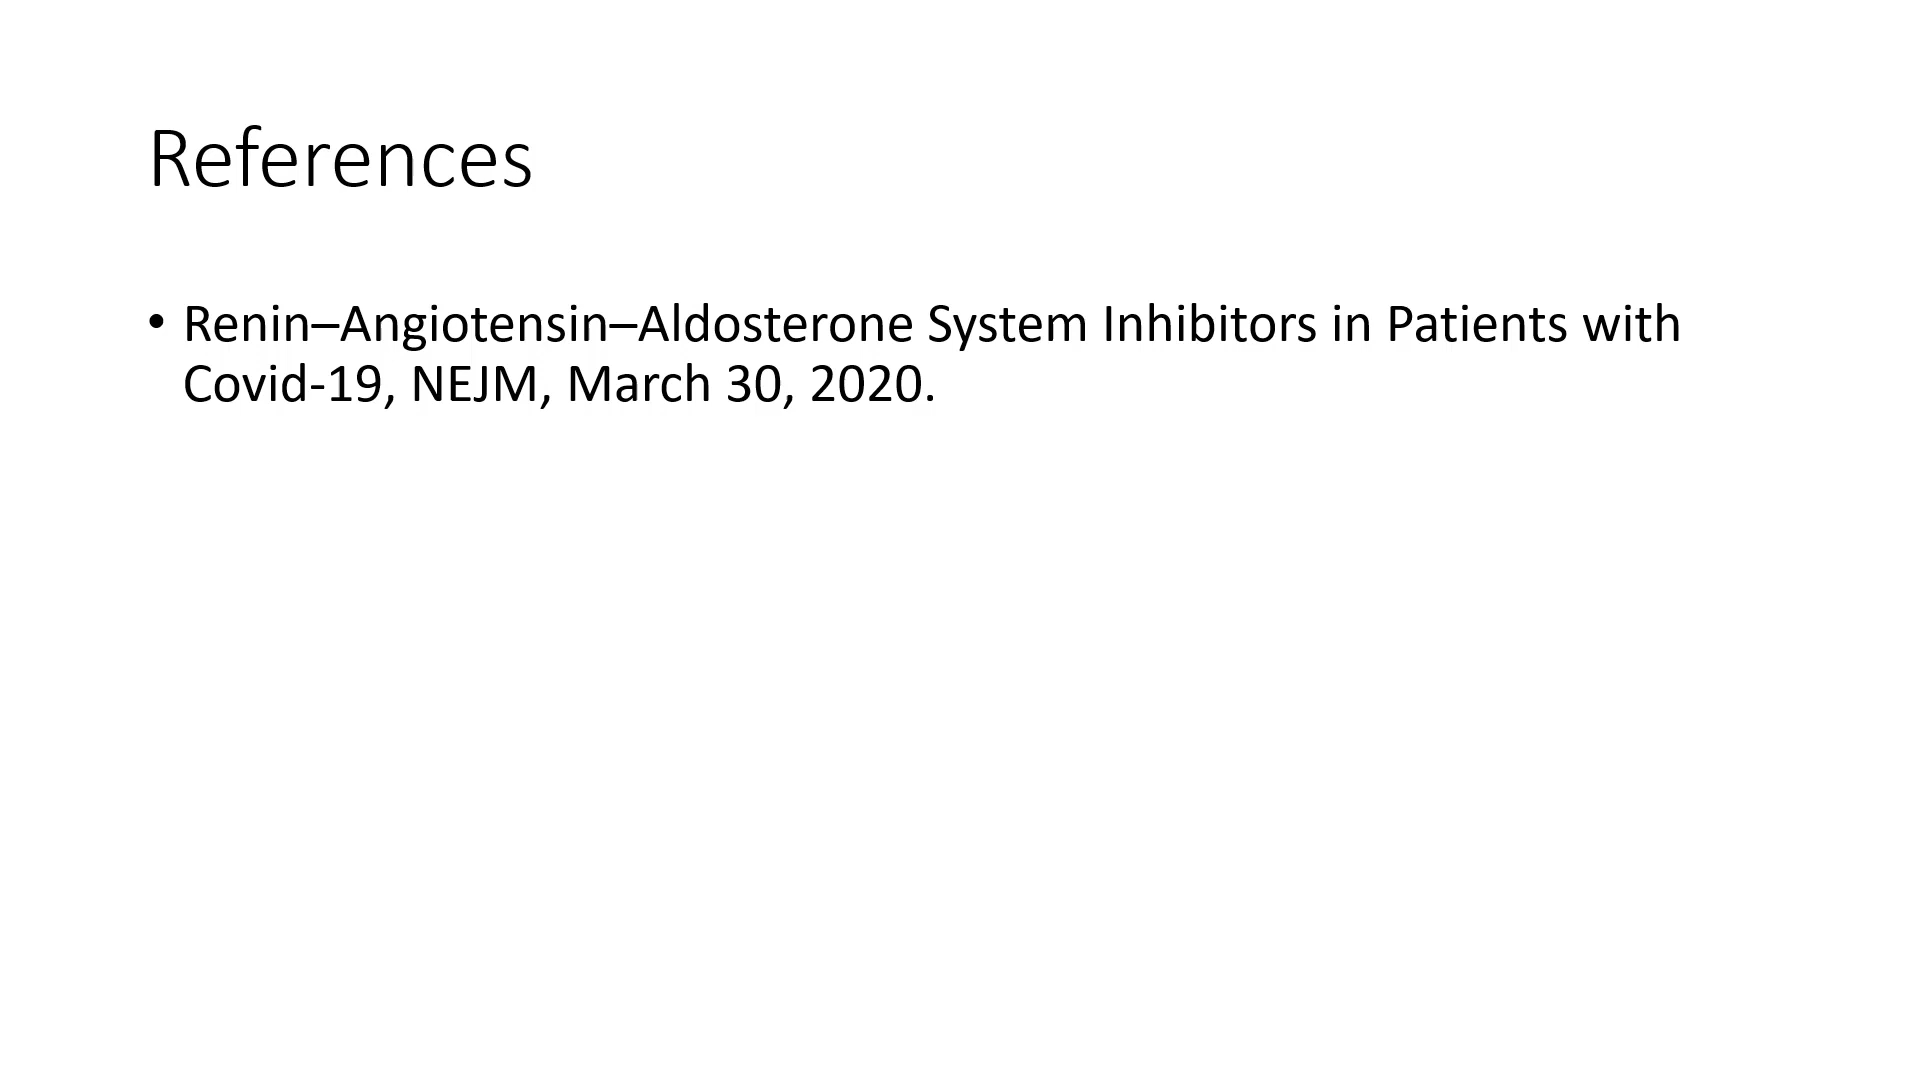 References
• Renin–Angiotensin–Aldosterone System Inhibitors in Patients with
Covid-19, NEJM, March 30, 2020.